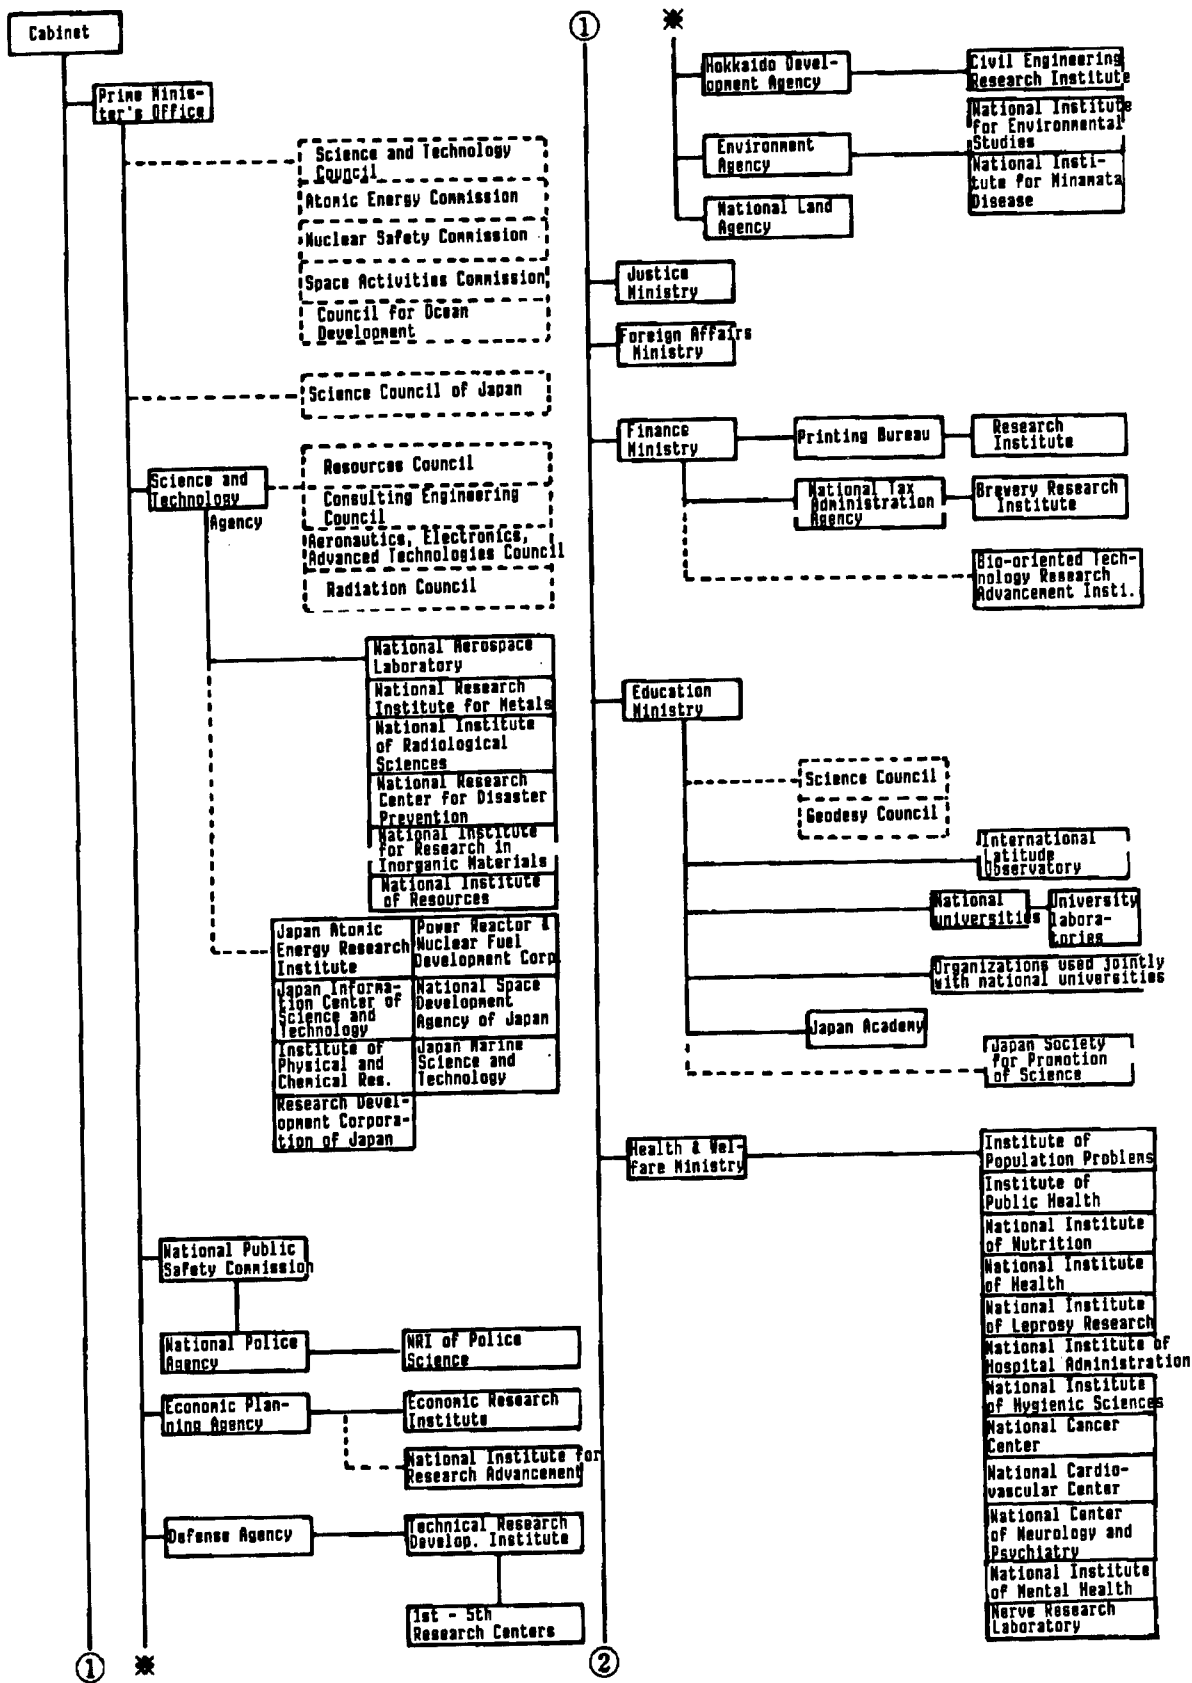 Cabinet
Prime Minis-
ter's Office
Science and Technology
Council
Atomic Energy Commission
Nuclear Safety Commission
Space Activities Commission
Council for Ocean
Development
Science Council of Japan
Science and
Technology
Agency
Resources Council
Consulting Engineering
Council
Aeronautics, Electronics,
Advanced Technologies Council
Radiation Council
National Aerospace
Laboratory
National Research
Institute for Metals
National Institute
of Radiological
Sciences
National Research
Center for Disaster
Prevention
National Institute
for Research in
Inorganic Materials
National Institute
of Resources
Japan Atomic
Energy Research
Institute
Power Reactor &
Nuclear Fuel
Development Corp.
Japan Informa-
tion Center of
Science and
Technology
National Space
Development
Agency of Japan
Institute of
Physical and
Chemical Res.
Japan Marine
Science and
Technology
Research Devel-
opment Corpora-
tion of Japan
National Public
Safety Commission
National Police
Agency
NRI of Police
Science
Economic Plan-
ning Agency
Economic Research
Institute
National Institute for
Research Advancement
Defense Agency
Technical Research
Develop. Institute
1st - 5th
Research Centers
① ※
① ※
Hokkaido Devel-
opment Agency
Civil Engineering
Research Institute
Environment
Agency
National Institute
for Environmental
Studies
National Insti-
tute for Minamata
Disease
National Land
Agency
Justice
Ministry
Foreign Affairs
Ministry
Finance
Ministry
Printing Bureau
Research
Institute
National Tax
Administration
Agency
Brewery Research
Institute
Bio-oriented Tech-
nology Research
Advancement Insti.
Education
Ministry
Science Council
Geodesy Council
International
Latitude
Observatory
National
universities
University
labora-
tories
Organizations used jointly
with national universities
Japan Academy
Japan Society
for Promotion
of Science
Health & Wel-
fare Ministry
Institute of
Population Problems
Institute of
Public Health
National Institute
of Nutrition
National Institute
of Health
National Institute
of Leprosy Research
National Institute of
Hospital Administration
National Institute
of Hygienic Sciences
National Cancer
Center
National Cardio-
vascular Center
National Center
of Neurology and
Psychiatry
National Institute
of Mental Health
Nerve Research
Laboratory
②